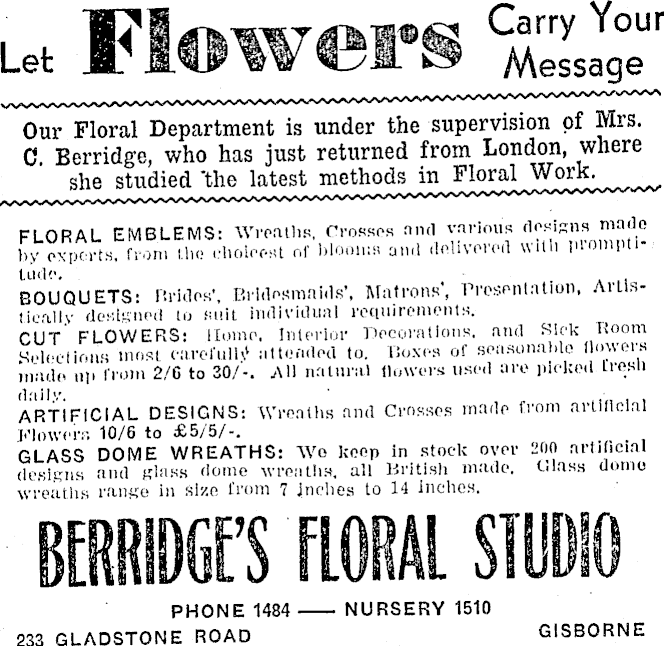 Let Flowers Carry Your
Message
Our Floral Department is under the supervision of Mrs.
C. Berridge, who has just returned from London, where
she studied the latest methods in Floral Work.
FLORAL EMBLEMS: Wreaths, Crosses and various designs made
by experts, from the choicest of blooms and delivered with prompti-
tude.
BOUQUETS: Brides', Bridesmaids', Matrons', Presentation, Artis-
tically designed to suit individual requirements.
CUT FLOWERS: Home, Interior Decorations, and Sick Room
Selections most carefully attended to. Boxes of seasonable flowers
made up from 2/6 to 30/-. All natural flowers used are picked fresh
daily.
ARTIFICIAL DESIGNS: Wreaths and Crosses made from artificial
Flowers 10/6 to £5/5/-.
GLASS DOME WREATHS: We keep in stock over 200 artificial
designs and glass dome wreaths, all British made. Glass dome
wreaths range in size from 7 inches to 14 inches.
BERRIDGE'S FLORAL STUDIO
PHONE 1484 —— NURSERY 1510
233 GLADSTONE ROAD GISBORNE